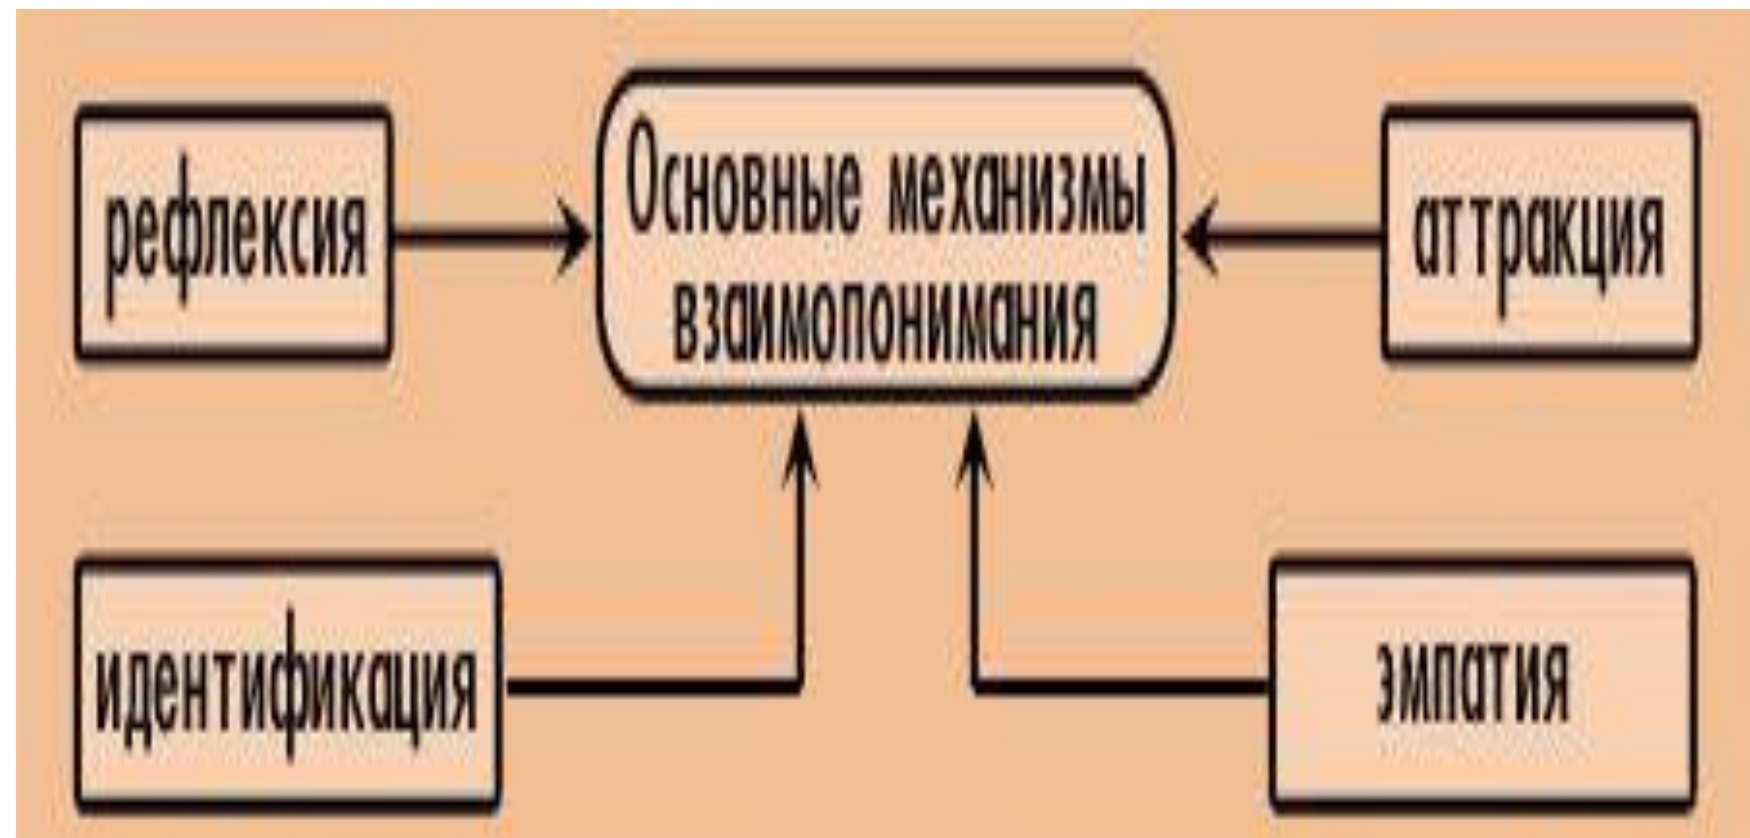 рефлексия
Основные механизмы
взаимопонимания
аттракция
идентификация
эмпатия